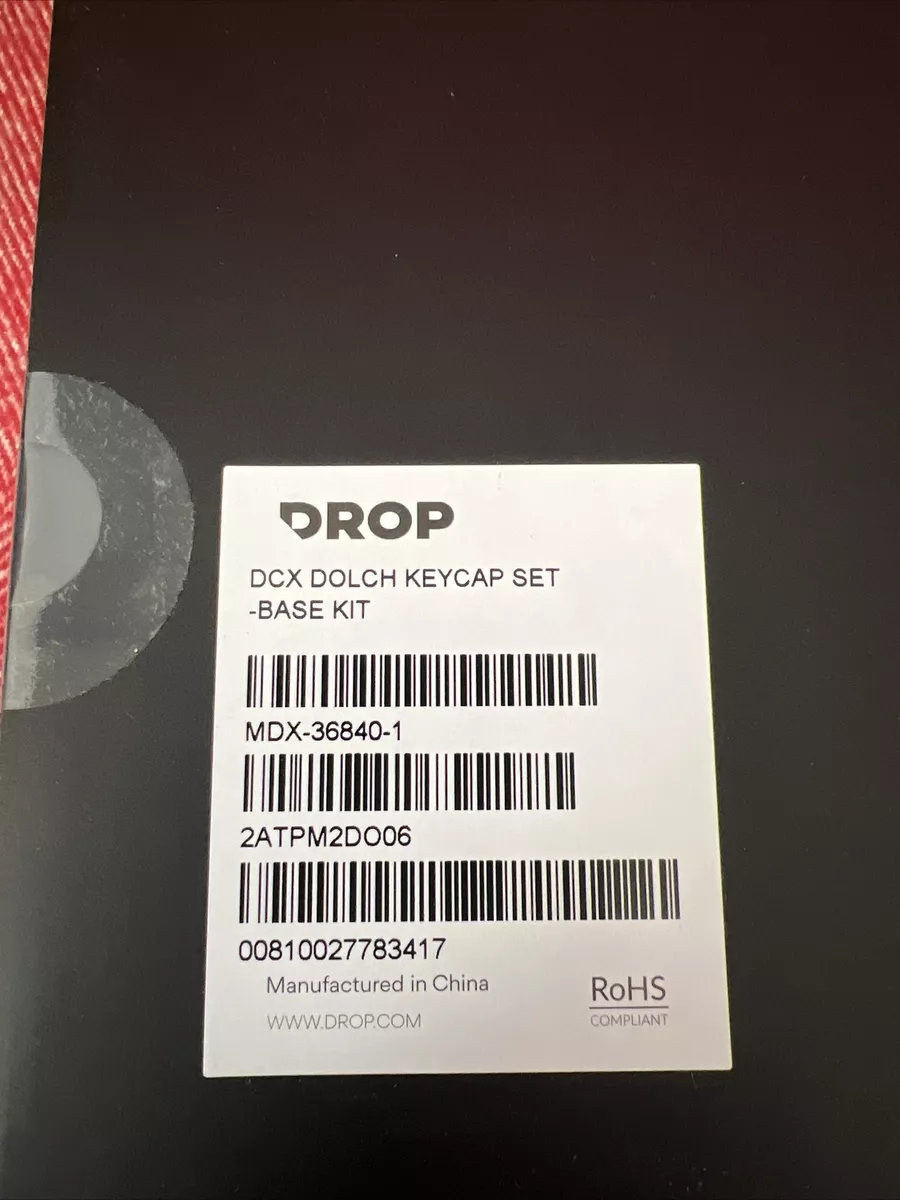 DROP
DCX DOLCH KEYCAP SET
-BASE KIT
MDX-36840-1
2ATPM2DO06
00810027783417
Manufactured in China
WWW.DROP.COM
RoHS
COMPLIANT